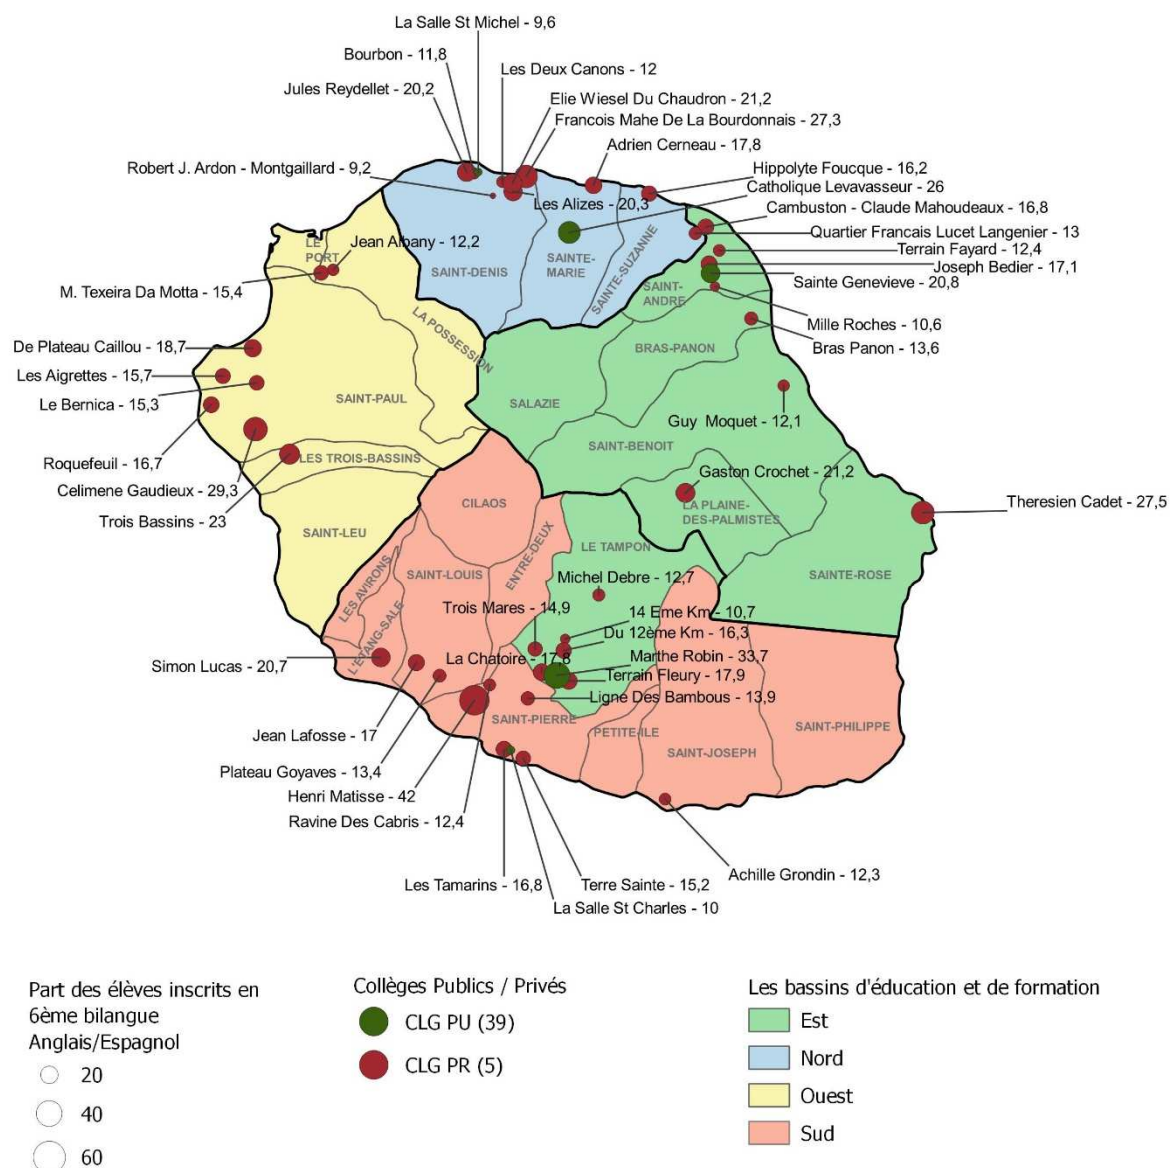 La Salle St Michel - 9,6
Bourbon - 11,8
Les Deux Canons - 12
Jules Reydellet - 20,2
Elie Wiesel Du Chaudron - 21,2
Francois Mahe De La Bourdonnais - 27,3
Adrien Cerneau - 17,8
Robert J. Ardon - Montgaillard - 9,2
Hippolyte Foucque - 16,2
Catholique Levavasseur - 26
Les Alizes - 20,3
Cambuston - Claude Mahoudeaux - 16,8
Quartier Francais Lucet Langenier - 13
LE PORT
Jean Albany - 12,2
SAINT-DENIS
SAINTE-MARIE
SAINTE-SUZANNE
Terrain Fayard - 12,4
Joseph Bedier - 17,1
Sainte Genevieve - 20,8
M. Texeira Da Motta - 15,4
SAINT-ANDRE
LA POSSESSION
Mille Roches - 10,6
Bras Panon - 13,6
BRAS-PANON
De Plateau Caillou - 18,7
Les Aigrettes - 15,7
Le Bernica - 15,3
SAINT-PAUL
SALAZIE
Guy Moquet - 12,1
SAINT-BENOIT
Roquefeuil - 16,7
LES TROIS-BASSINS
Celimene Gaudieux - 29,3
Trois Bassins - 23
Gaston Crochet - 21,2
CILAOS
LA PLAINE-
DES-PALMISTES
Theresien Cadet - 27,5
SAINT-LEU
ENTRE-DEUX
LE TAMPON
LES AVIRONS
SAINT-LOUIS
Michel Debre - 12,7
SAINTE-ROSE
L'ETANG-SALE
Trois Mares - 14,9
14 Eme Km - 10,7
Du 12ème Km - 16,3
Simon Lucas - 20,7
La Chatoire - 17,8
Marthe Robin - 33,7
Terrain Fleury - 17,9
Ligne Des Bambous - 13,9
SAINT-PIERRE
PETITE-ILE
SAINT-JOSEPH
SAINT-PHILIPPE
Jean Lafosse - 17
Plateau Goyaves - 13,4
Henri Matisse - 42
Ravine Des Cabris - 12,4
Les Tamarins - 16,8
Terre Sainte - 15,2
La Salle St Charles - 10
Achille Grondin - 12,3
Part des élèves inscrits en
6ème bilangue
Anglais/Espagnol
20
40
60
Collèges Publics / Privés
CLG PU (39)
CLG PR (5)
Les bassins d'éducation et de formation
Est
Nord
Ouest
Sud